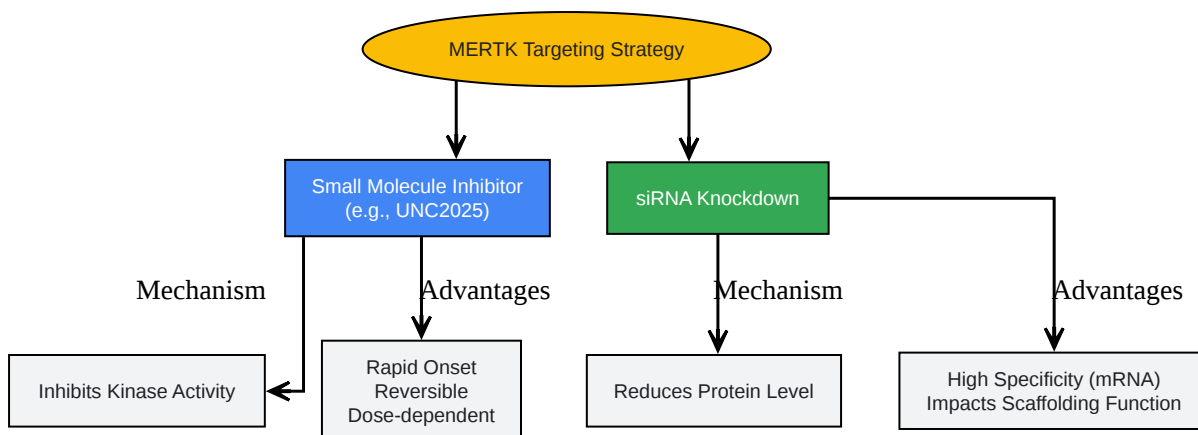 MERTK Targeting Strategy
Small Molecule Inhibitor
(e.g., UNC2025)
siRNA Knockdown
Mechanism
Advantages
Mechanism
Advantages
Inhibits Kinase Activity
Rapid Onset
Reversible
Dose-dependent
Reduces Protein Level
High Specificity (mRNA)
Impacts Scaffolding Function